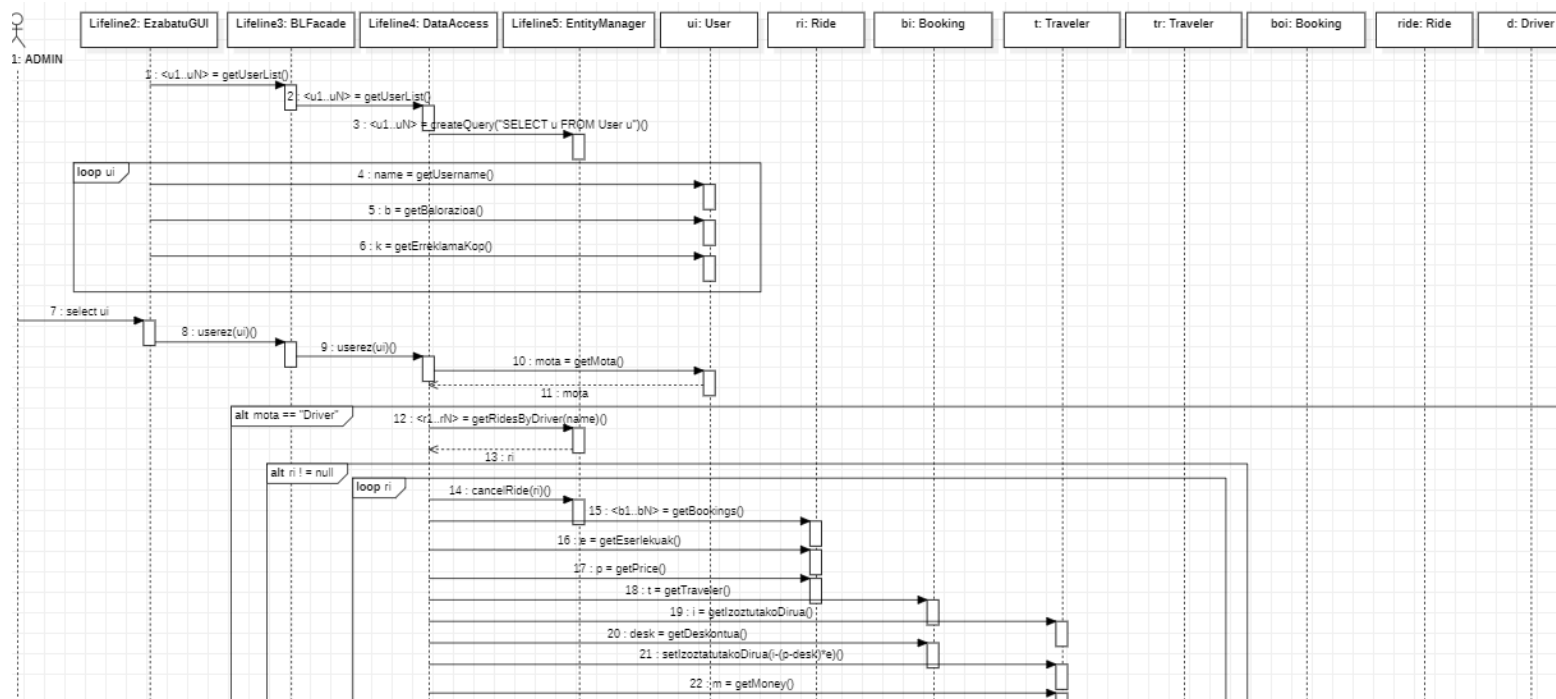 Lifeline2: EzabatuGUI
Lifeline3: BLFacade
Lifeline4: DataAccess
Lifeline5: EntityManager
ui: User
ri: Ride
bi: Booking
t: Traveler
tr: Traveler
boi: Booking
ride: Ride
d: Driver
1: ADMIN
1 : <u1..uN> = getUserList()
2 : <u1..uN> = getUserList()
3 : <u1..uN> = createQuery("SELECT u FROM User u")()
loop ui
4 : name = getUsername()
5 : b = getBalorazioa()
6 : k = getErreklamaKop()
7 : select ui
8 : userez(ui)()
9 : userez(ui)()
10 : mota = getMota()
11 : mota
alt mota == "Driver"
12 : <r1..rN> = getRidesByDriver(name)()
13 : ri
alt ri ! = null
loop ri
14 : cancelRide(ri)()
15 : <b1..bN> = getBookings()
16 : e = getEserlekuak()
17 : p = getPrice()
18 : t = getTraveler()
19 : i = getIzoztutakoDirua()
20 : desk = getDeskontua()
21 : setIzoztatutakoDirua(i-(p-desk)*e)()
22 : m = getMoney()